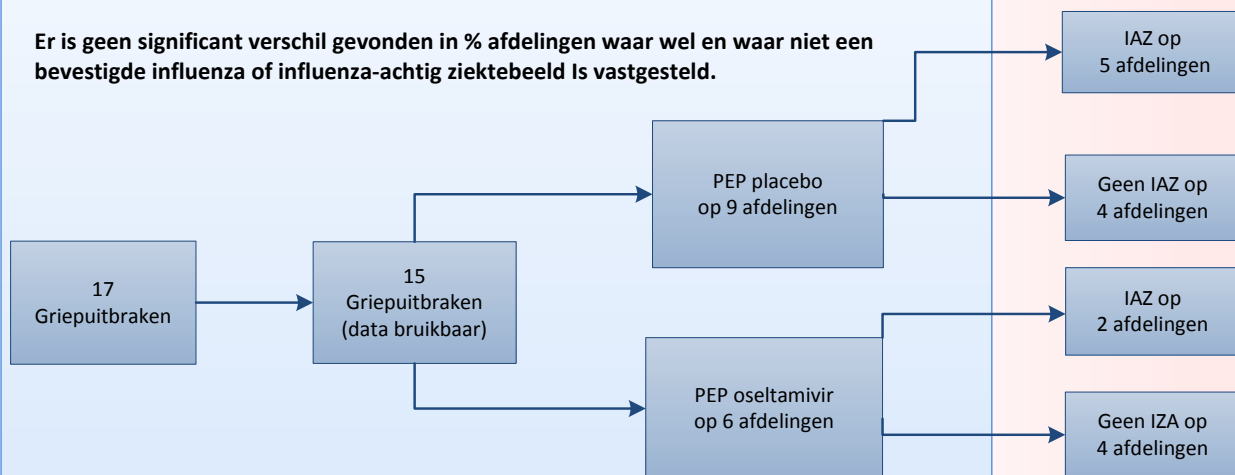 Er is geen significant verschil gevonden in % afdelingen waar wel en waar niet een
bevestigde influenza of influenza-achtig ziektebeeld Is vastgesteld.
17
Griepuitbraken
15
Griepuitbraken
(data bruikbaar)
PEP placebo
op 9 afdelingen
PEP oseltamivir
op 6 afdelingen
IAZ op
5 afdelingen
Geen IAZ op
4 afdelingen
IAZ op
2 afdelingen
Geen IZA op
4 afdelingen